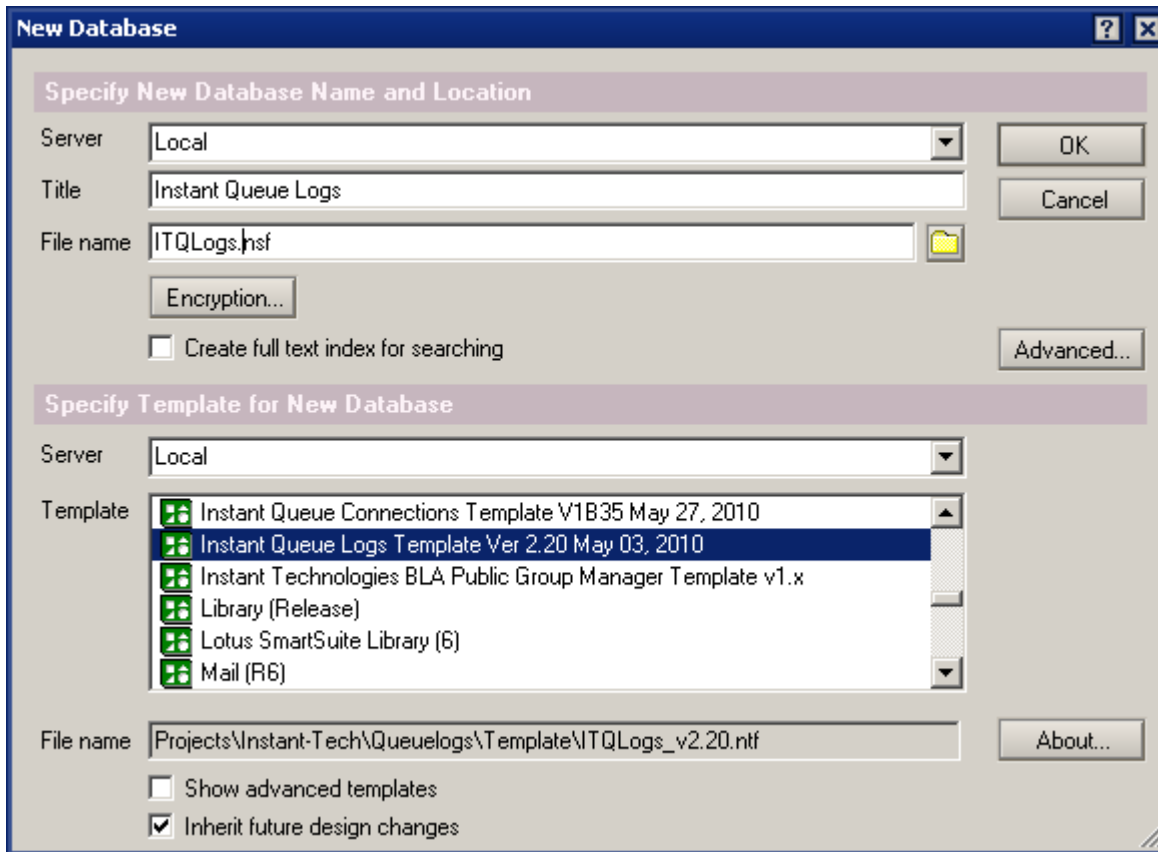 New Database
Specify New Database Name and Location
Server Local OK
Title Instant Queue Logs Cancel
File name ITQLogs.nsf
Encryption...
Create full text index for searching Advanced...
Specify Template for New Database
Server Local
Template Instant Queue Connections Template V1B35 May 27, 2010
Instant Queue Logs Template Ver 2.20 May 03, 2010
Instant Technologies BLA Public Group Manager Template v1.x
Library (Release)
Lotus SmartSuite Library (6)
Mail (R6)
File name Projects\Instant-Tech\Queuelogs\Template\ITQLogs_v2.20.ntf About...
Show advanced templates
Inherit future design changes